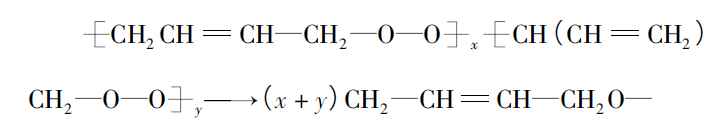 [CH₂CH=CH—CH₂—O—O]ₓ[CH(CH=CH₂)
CH₂—O—O]ᵧ⟶(x+y)CH₂—CH=CH—CH₂O—